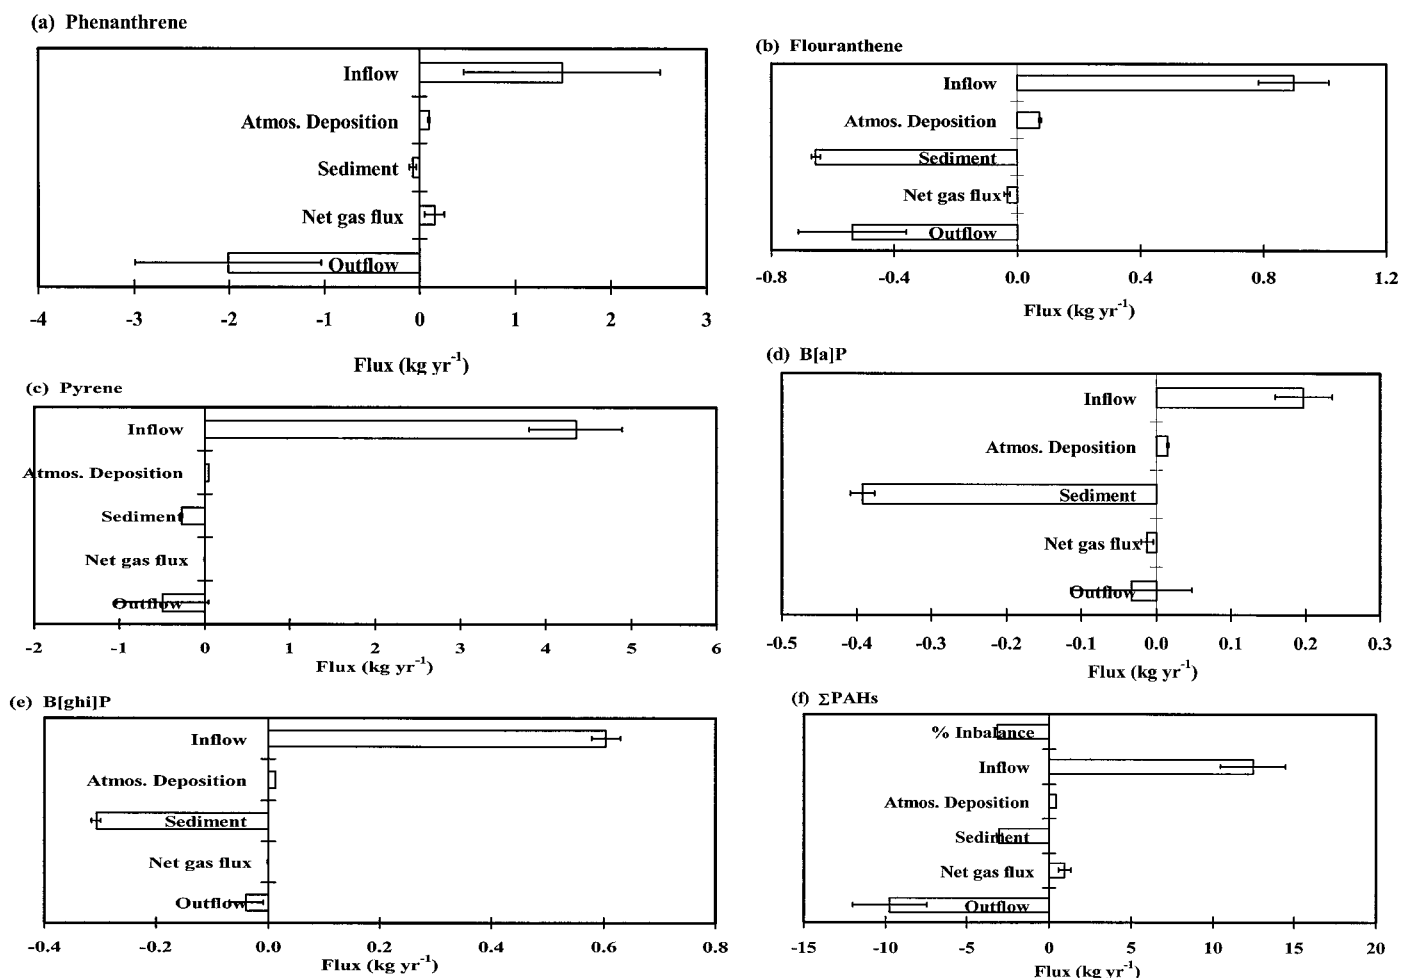 (a) Phenanthrene
Inflow
Atmos. Deposition
Sediment
Net gas flux
Outflow
-4 -3 -2 -1 0 1 2 3
Flux (kg yr-1)
(b) Flouranthene
Inflow
Atmos. Deposition
Sediment
Net gas flux
Outflow
-0.8 -0.4 0.0 0.4 0.8 1.2
Flux (kg yr-1)
(c) Pyrene
Inflow
Atmos. Deposition
Sediment
Net gas flux
Outflow
-2 -1 0 1 2 3 4 5 6
Flux (kg yr-1)
(d) B[a]P
Inflow
Atmos. Deposition
Sediment
Net gas flux
Outflow
-0.5 -0.4 -0.3 -0.2 -0.1 0.0 0.1 0.2 0.3
Flux (kg yr-1)
(e) B[ghi]P
Inflow
Atmos. Deposition
Sediment
Net gas flux
Outflow
-0.4 -0.2 0.0 0.2 0.4 0.6 0.8
Flux (kg yr-1)
(f) ΣPAHs
% Inbalance
Inflow
Atmos. Deposition
Sediment
Net gas flux
Outflow
-15 -10 -5 0 5 10 15 20
Flux (kg yr-1)